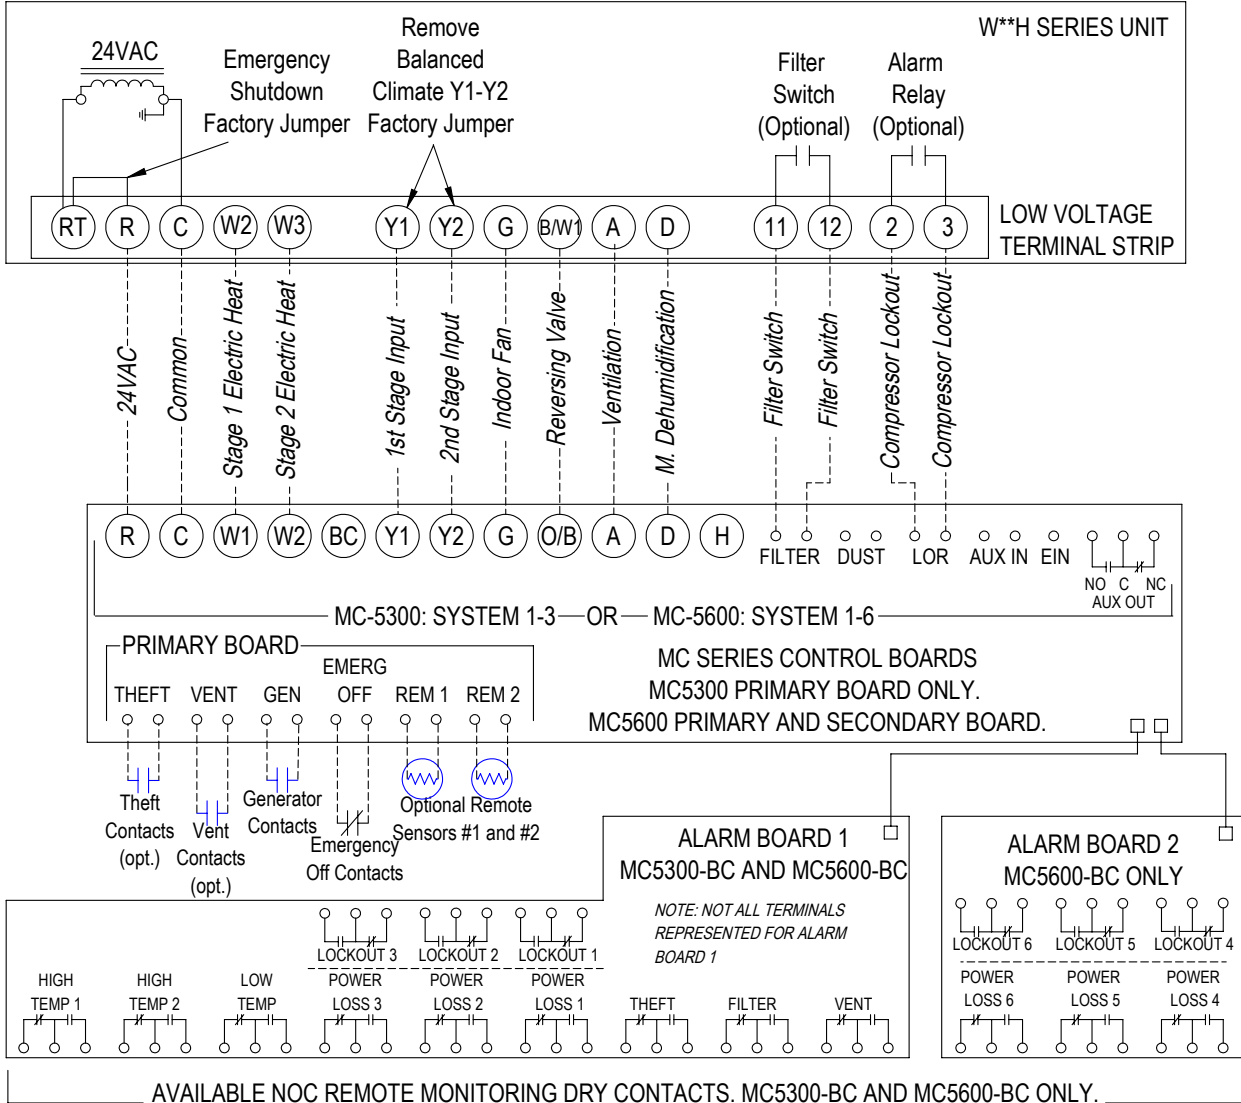 W**H SERIES UNIT
24VAC
Emergency
Shutdown
Factory Jumper
Remove
Balanced
Climate Y1-Y2
Factory Jumper
Filter
Switch
(Optional)
Alarm
Relay
(Optional)
RT R C W2 W3 Y1 Y2 G B/W1 A D 11 12 2 3
LOW VOLTAGE
TERMINAL STRIP
24VAC
Common
Stage 1 Electric Heat
Stage 2 Electric Heat
1st Stage Input
2nd Stage Input
Indoor Fan
Reversing Valve
Ventilation
M. Dehumidification
Filter Switch
Filter Switch
Compressor Lockout
Compressor Lockout
R C W1 W2 BC Y1 Y2 G O/B A D H
FILTER DUST LOR AUX IN EIN
NO C NC
AUX OUT
MC-5300: SYSTEM 1-3 OR MC-5600: SYSTEM 1-6
PRIMARY BOARD
MC SERIES CONTROL BOARDS
MC5300 PRIMARY BOARD ONLY.
MC5600 PRIMARY AND SECONDARY BOARD.
THEFT VENT GEN EMERG
OFF REM 1 REM 2
Theft
Contacts
(opt.)
Vent
Contacts
(opt.)
Generator
Contacts
Emergency
Off Contacts
Optional Remote
Sensors #1 and #2
ALARM BOARD 1
MC5300-BC AND MC5600-BC
NOTE: NOT ALL TERMINALS
REPRESENTED FOR ALARM
BOARD 1
ALARM BOARD 2
MC5600-BC ONLY
LOCKOUT 3 LOCKOUT 2 LOCKOUT 1
LOCKOUT 6 LOCKOUT 5 LOCKOUT 4
HIGH
TEMP 1
HIGH
TEMP 2
LOW
TEMP
POWER
LOSS 3
POWER
LOSS 2
POWER
LOSS 1
THEFT
FILTER
VENT
POWER
LOSS 6
POWER
LOSS 5
POWER
LOSS 4
AVAILABLE NOC REMOTE MONITORING DRY CONTACTS. MC5300-BC AND MC5600-BC ONLY.